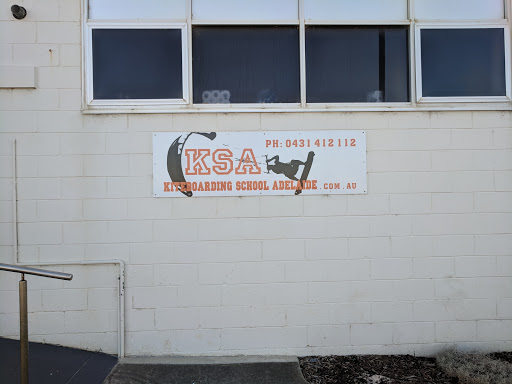 PH: 0431 412 112
KSA
KITEBOARDING SCHOOL ADELAIDE.COM.AU